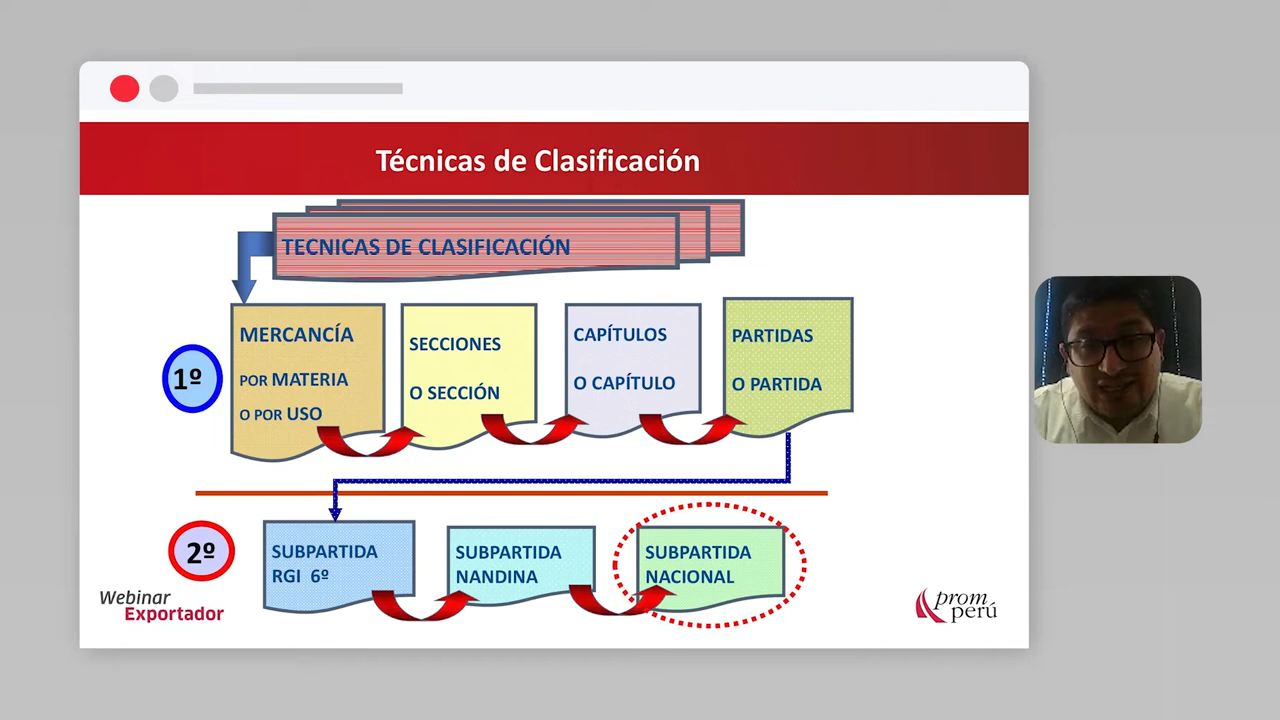 Técnicas de Clasificación
TECNICAS DE CLASIFICACIÓN
1º
MERCANCÍA
POR MATERIA
O POR USO
SECCIONES
O SECCIÓN
CAPÍTULOS
O CAPÍTULO
PARTIDAS
O PARTIDA
2º
SUBPARTIDA
RGI 6º
SUBPARTIDA
NANDINA
SUBPARTIDA
NACIONAL
Webinar
Exportador
prom
perú